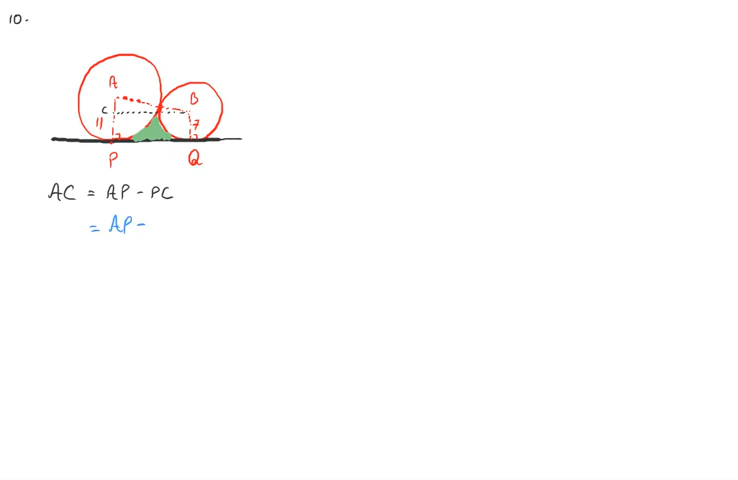 10.
A
B
C
11
7
P
Q
AC = AP - PC
= AP -